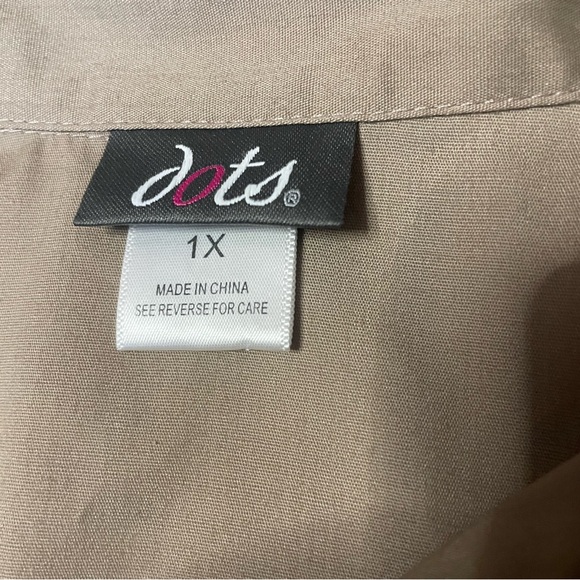 dots®
1X
MADE IN CHINA
SEE REVERSE FOR CARE